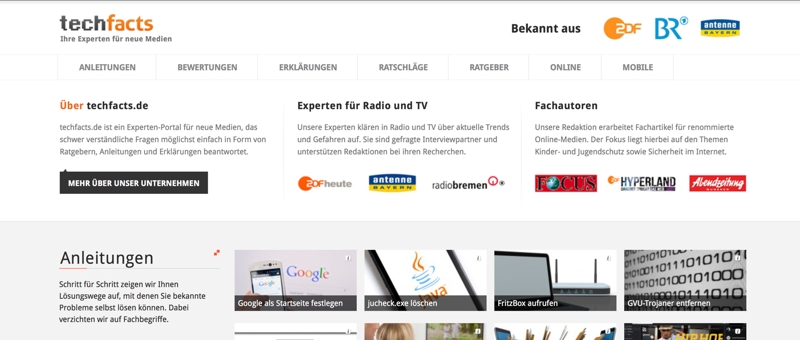 techfacts
Ihre Experten für neue Medien
Bekannt aus
ZDF
BR
antenne
BAYERN
ANLEITUNGEN
BEWERTUNGEN
ERKLÄRUNGEN
RATSCHLÄGE
RATGEBER
ONLINE
MOBILE
Über techfacts.de
techfacts.de ist ein Experten-Portal für neue Medien, das
schwer verständliche Fragen möglichst einfach in Form von
Ratgebern, Anleitungen und Erklärungen beantwortet.
MEHR ÜBER UNSER UNTERNEHMEN
Experten für Radio und TV
Unsere Experten klären in Radio und TV über aktuelle Trends
und Gefahren auf. Sie sind gefragte Interviewpartner und
unterstützen Redaktionen bei ihren Recherchen.
ZDFheute
antenne
BAYERN
radiobremen
Fachautoren
Unsere Redaktion erarbeitet Fachartikel für renommierte
Online-Medien. Der Fokus liegt hierbei auf den Themen
Kinder- und Jugendschutz sowie Sicherheit im Internet.
FOCUS
ZDF HYPERLAND
Abendzeitung
Anleitungen
Schritt für Schritt zeigen wir Ihnen
Lösungswege auf, mit denen Sie bekannte
Probleme selbst lösen können. Dabei
verzichten wir auf Fachbegriffe.
Google
Google als Startseite festlegen
Java
Jucheck.exe löschen
FritzBox aufrufen
GVU-Trojaner entfernen